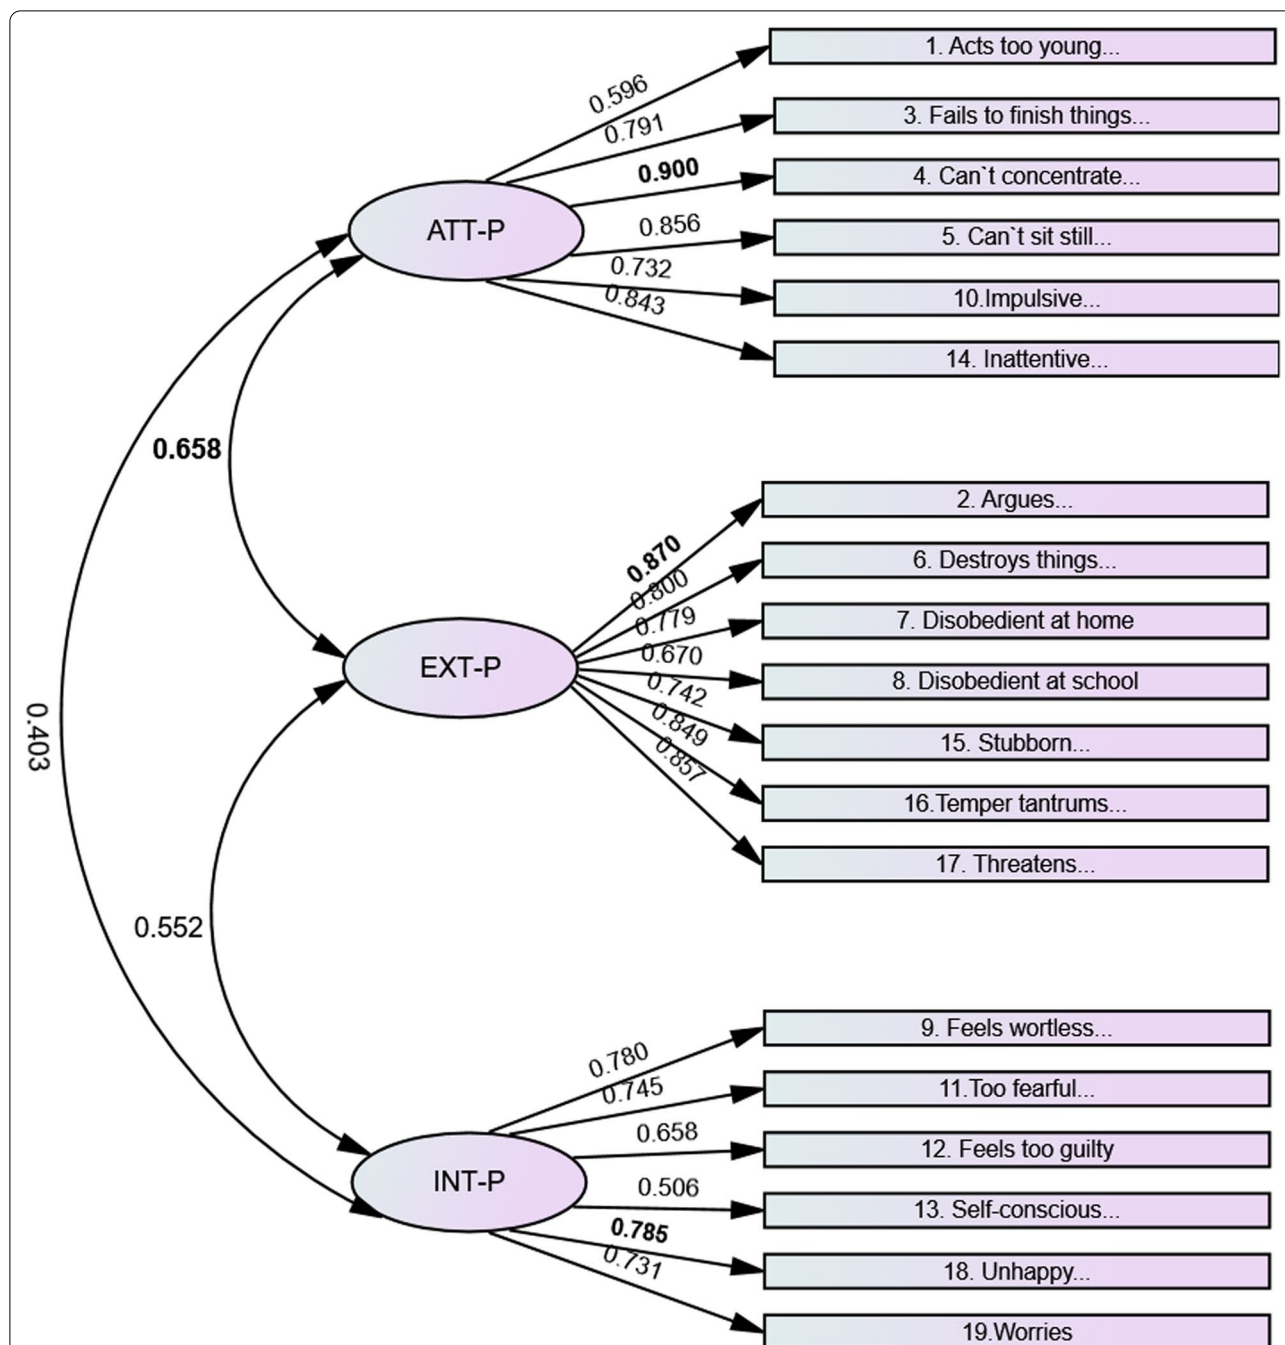 1. Acts too young...
0.596
3. Fails to finish things...
0.791
4. Can`t concentrate...
0.900
ATT-P
5. Can`t sit still...
0.856
0.732
10.Impulsive...
0.843
14. Inattentive...
0.658
2. Argues...
0.870
6. Destroys things...
0.800
7. Disobedient at home
0.779
EXT-P
0.670
8. Disobedient at school
0.742
15. Stubborn...
0.849
0.857
16.Temper tantrums...
17. Threatens...
0.403
0.552
9. Feels wortless...
0.780
11.Too fearful...
0.745
12. Feels too guilty
0.658
INT-P
0.506
13. Self-conscious...
0.785
18. Unhappy...
0.731
19.Worries